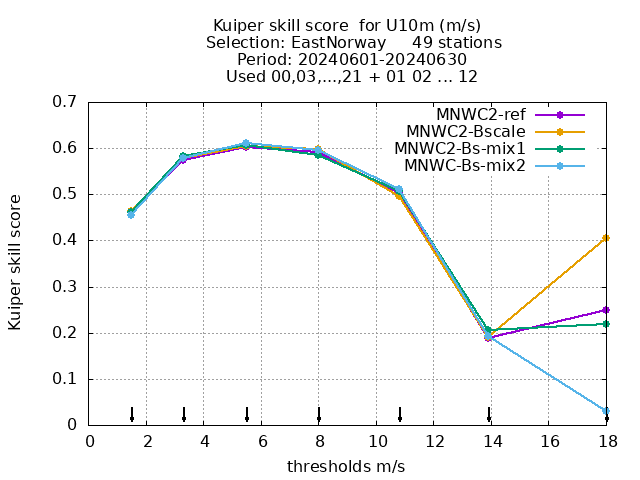 Kuiper skill score  for U10m (m/s)
Selection: EastNorway     49 stations
Period: 20240601-20240630
Used 00,03,...,21 + 01 02 ... 12
MNWC2-ref
MNWC2-Bscale
MNWC2-Bs-mix1
MNWC-Bs-mix2
0.7
0.6
0.5
0.4
0.3
0.2
0.1
0
Kuiper skill score
0 2 4 6 8 10 12 14 16 18
thresholds m/s